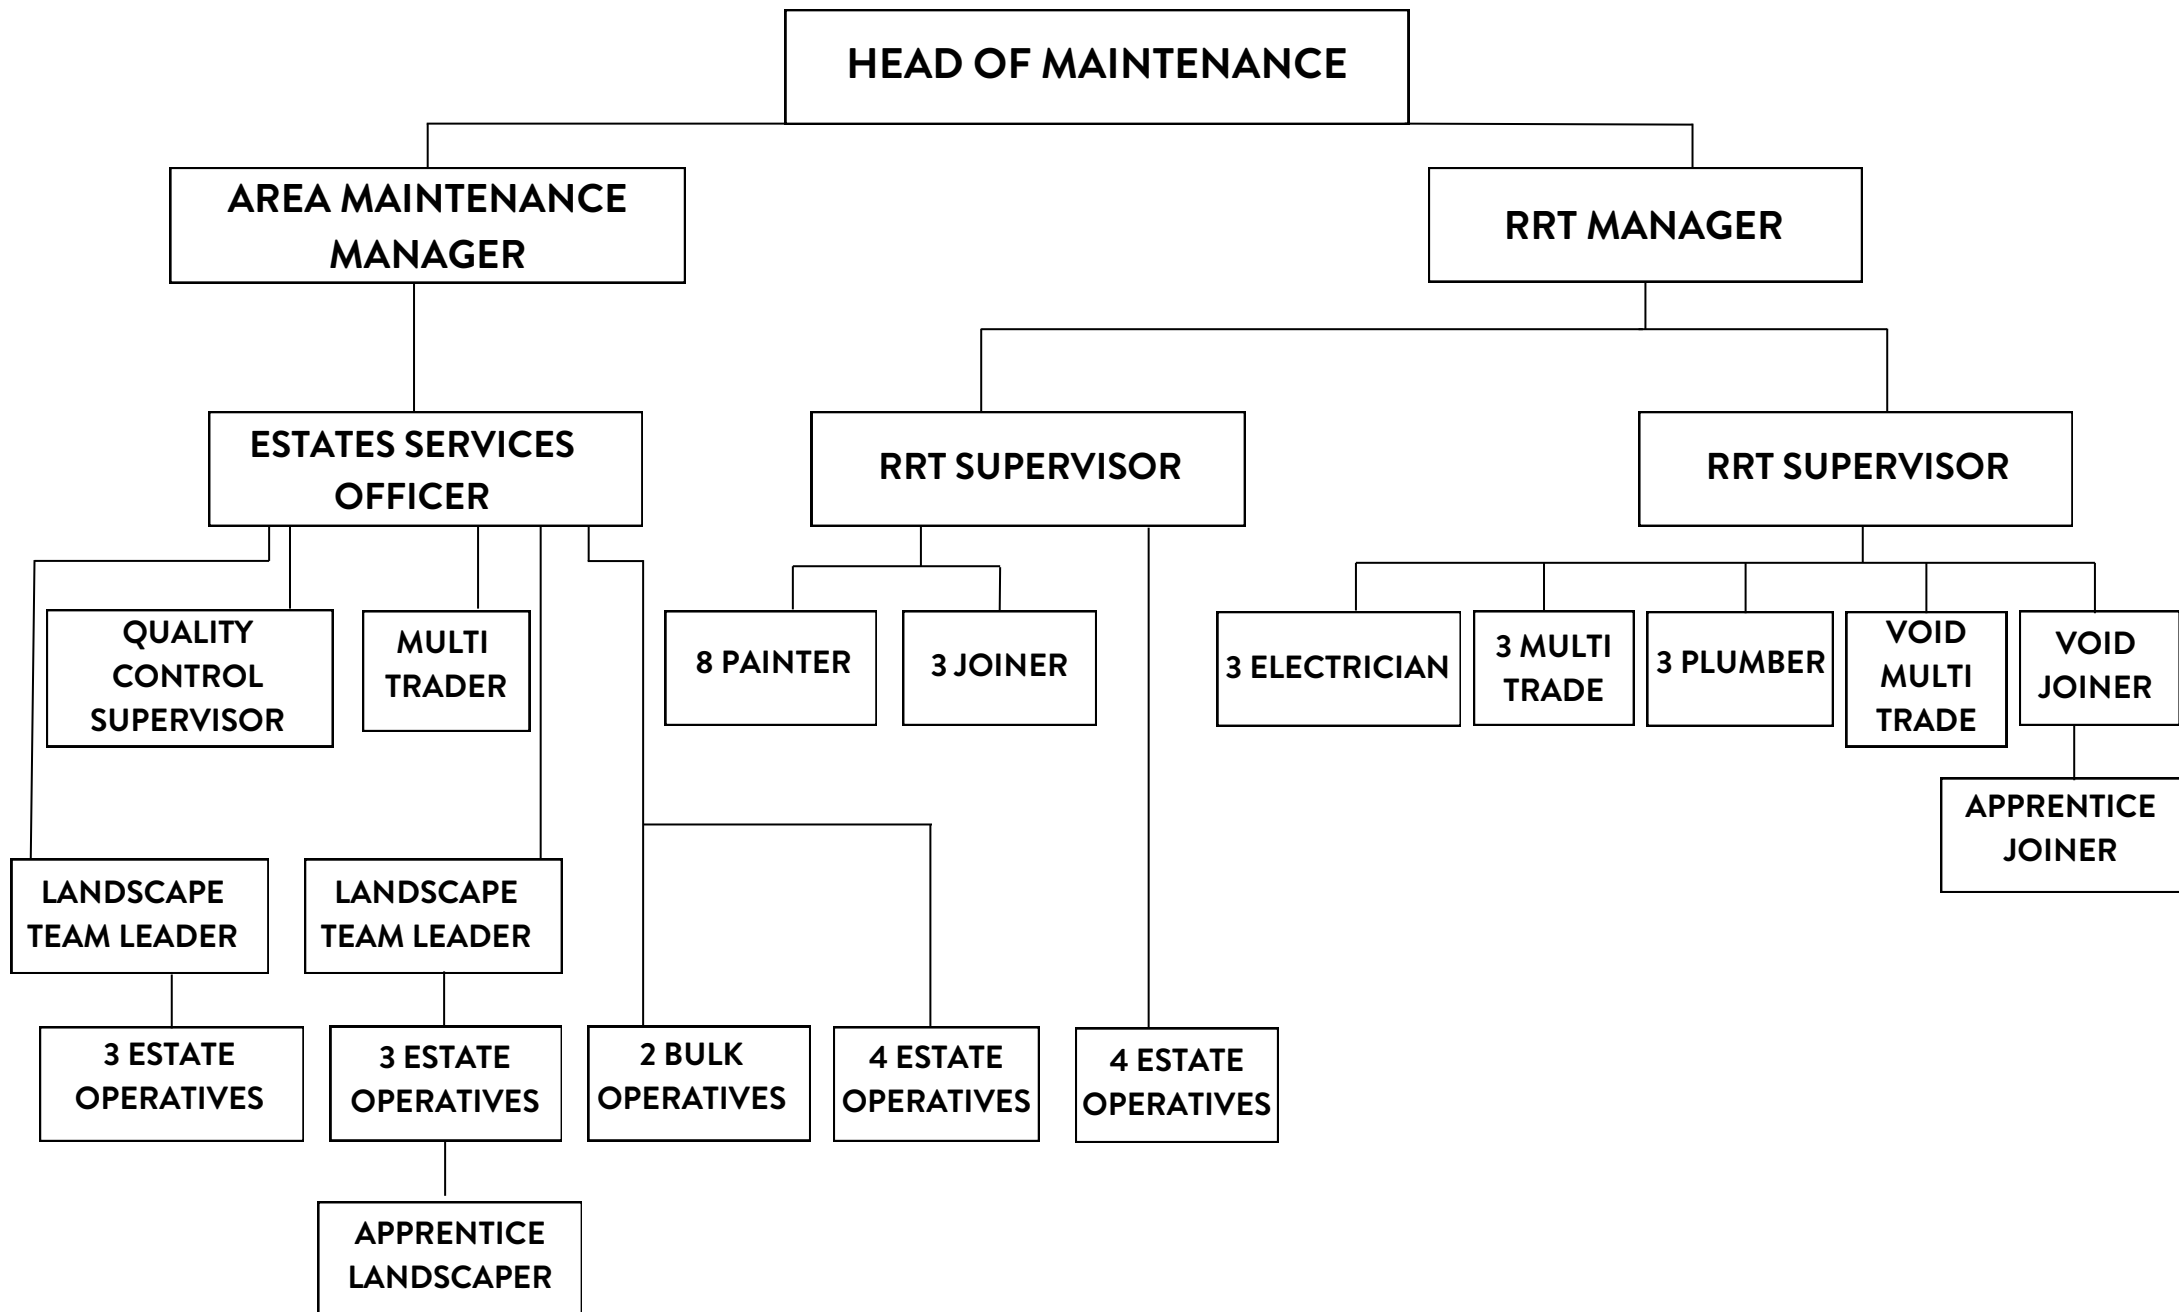 HEAD OF MAINTENANCE
AREA MAINTENANCE
MANAGER
RRT MANAGER
ESTATES SERVICES
OFFICER
RRT SUPERVISOR
RRT SUPERVISOR
QUALITY
CONTROL
SUPERVISOR
MULTI
TRADER
8 PAINTER
3 JOINER
3 ELECTRICIAN
3 MULTI
TRADE
3 PLUMBER
VOID
MULTI
TRADE
VOID
JOINER
APPRENTICE
JOINER
LANDSCAPE
TEAM LEADER
LANDSCAPE
TEAM LEADER
3 ESTATE
OPERATIVES
3 ESTATE
OPERATIVES
2 BULK
OPERATIVES
4 ESTATE
OPERATIVES
4 ESTATE
OPERATIVES
APPRENTICE
LANDSCAPER